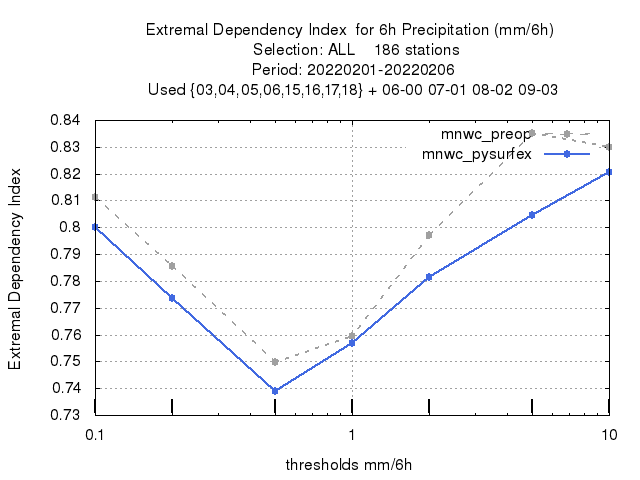 Extremal Dependency Index  for 6h Precipitation (mm/6h)
Selection: ALL    186 stations
Period: 20220201-20220206
Used {03,04,05,06,15,16,17,18} + 06-00 07-01 08-02 09-03
mnwc_preop
mnwc_pysurfex
Extremal Dependency Index
0.84
0.83
0.82
0.81
0.8
0.79
0.78
0.77
0.76
0.75
0.74
0.73
0.1
1
10
thresholds mm/6h